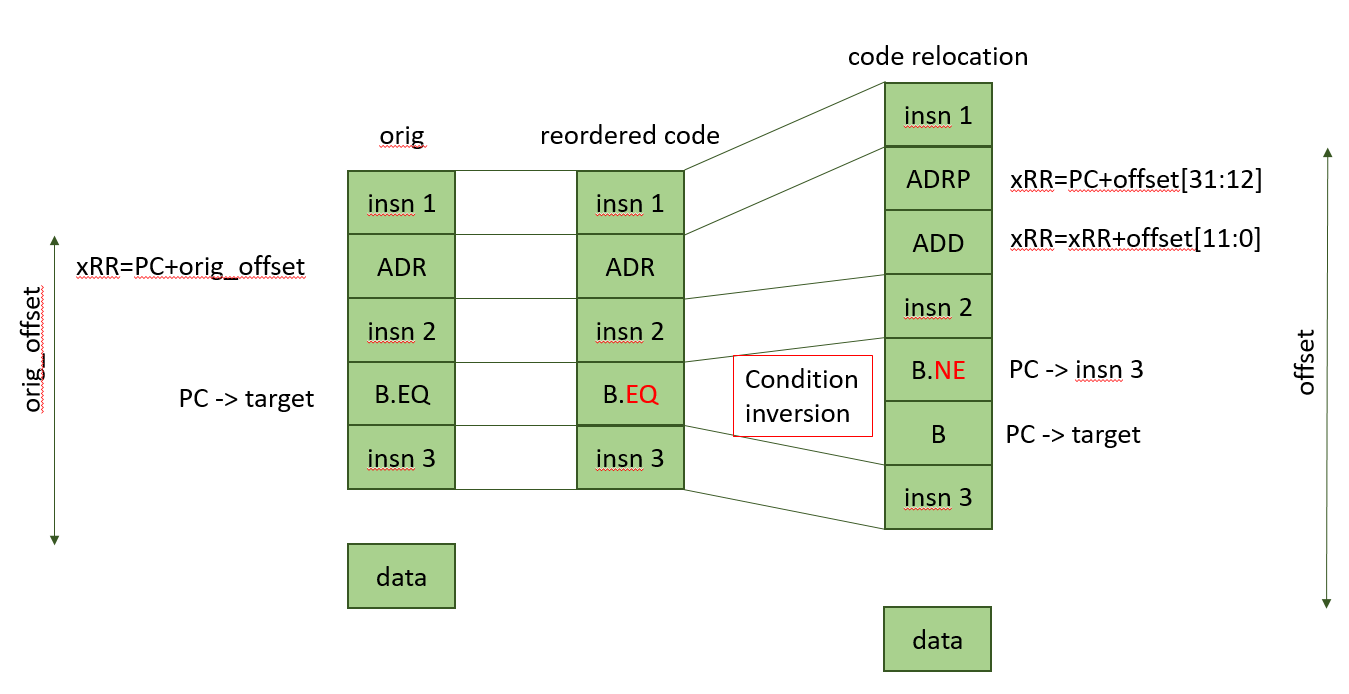 code relocation
orig
reordered code
insn 1
insn 1
insn 1
ADRP
xRR=PC+offset[31:12]
ADD
xRR=xRR+offset[11:0]
orig_offset
xRR=PC+orig_offset
ADR
ADR
insn 2
insn 2
insn 2
PC -> target
B.EQ
B.EQ
Condition
inversion
B.NE
PC -> insn 3
B
PC -> target
offset
insn 3
insn 3
insn 3
data
data